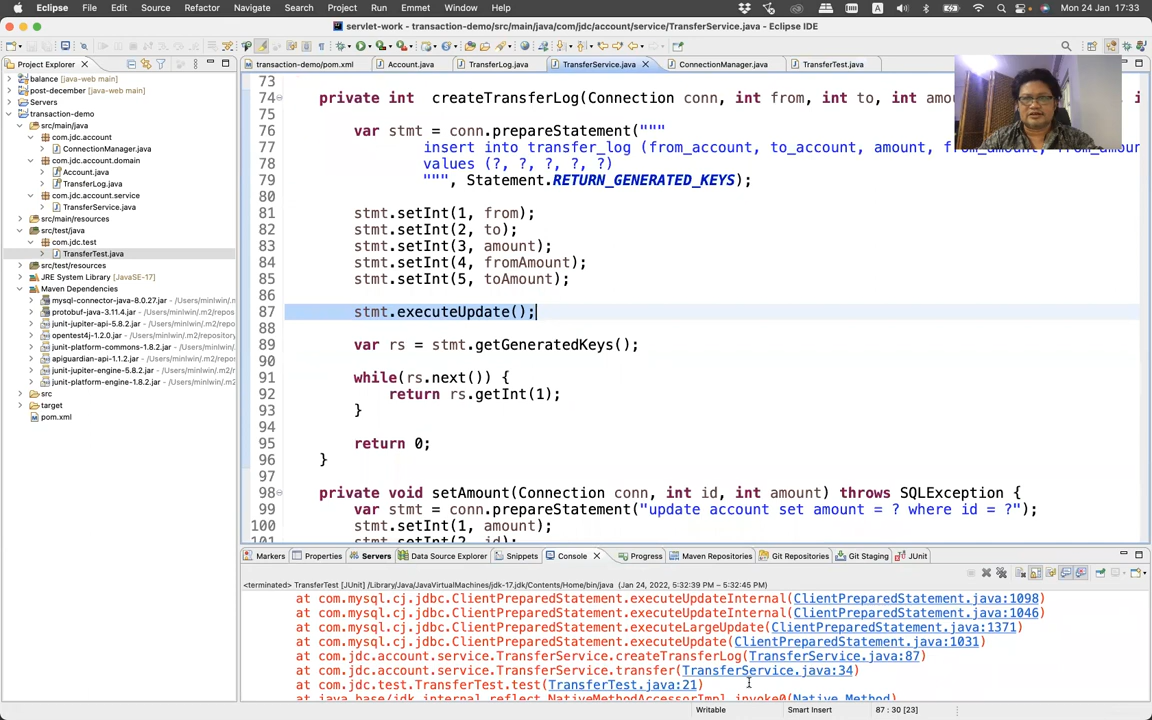 Eclipse File Edit Source Refactor Navigate Search Project Run Emmet Window Help A Mon 24 Jan 17:33
servlet-work - transaction-demo/src/main/java/com/jdc/account/service/TransferService.java - Eclipse IDE
Project Explorer
transaction-demo/pom.xml Account.java TransferLog.java TransferService.java ConnectionManager.java TransferTest.java
balance (java-web main)
post-december (java-web main)
Servers
transaction-demo
src/main/java
com.jdc.account
ConnectionManager.java
com.jdc.account.domain
Account.java
TransferLog.java
com.jdc.account.service
TransferService.java
src/main/resources
src/test/java
com.jdc.test
TransferTest.java
src/test/resources
JRE System Library [JavaSE-17]
Maven Dependencies
mysql-connector-java-8.0.27.jar - /Users/minlwin/.m
protobuf-java-3.11.4.jar - /Users/minlwin/.m2/repos
junit-jupiter-api-5.8.2.jar - /Users/minlwin/.m2/rep
opentest4j-1.2.0.jar - /Users/minlwin/.m2/reposito
junit-platform-commons-1.8.2.jar - /Users/minlwin/
apiguardian-api-1.1.2.jar - /Users/minlwin/.m2/repo
junit-jupiter-engine-5.8.2.jar - /Users/minlwin/.m2/
junit-platform-engine-1.8.2.jar - /Users/minlwin/.m
src
target
pom.xml
73
74 private int createTransferLog(Connection conn, int from, int to, int amou
75
76 var stmt = conn.prepareStatement("""
77 insert into transfer_log (from_account, to_account, amount, from_amount, to_amoun
78 values (?, ?, ?, ?, ?)
79 """, Statement.RETURN_GENERATED_KEYS);
80
81 stmt.setInt(1, from);
82 stmt.setInt(2, to);
83 stmt.setInt(3, amount);
84 stmt.setInt(4, fromAmount);
85 stmt.setInt(5, toAmount);
86
87 stmt.executeUpdate();
88
89 var rs = stmt.getGeneratedKeys();
90
91 while(rs.next()) {
92 return rs.getInt(1);
93 }
94
95 return 0;
96 }
97
98 private void setAmount(Connection conn, int id, int amount) throws SQLException {
99 var stmt = conn.prepareStatement("update account set amount = ? where id = ?");
100 stmt.setInt(1, amount);
101 stmt.setInt(2, id);
Markers Properties Servers Data Source Explorer Snippets Console Progress Maven Repositories Git Repositories Git Staging JUnit
<terminated> TransferTest [JUnit] /Library/Java/JavaVirtualMachines/jdk-17.jdk/Contents/Home/bin/java (Jan 24, 2022, 5:32:39 PM – 5:32:45 PM)
at com.mysql.cj.jdbc.ClientPreparedStatement.executeUpdateInternal(ClientPreparedStatement.java:1098)
at com.mysql.cj.jdbc.ClientPreparedStatement.executeUpdateInternal(ClientPreparedStatement.java:1046)
at com.mysql.cj.jdbc.ClientPreparedStatement.executeLargeUpdate(ClientPreparedStatement.java:1371)
at com.mysql.cj.jdbc.ClientPreparedStatement.executeUpdate(ClientPreparedStatement.java:1031)
at com.jdc.account.service.TransferService.createTransferLog(TransferService.java:87)
at com.jdc.account.service.TransferService.transfer(TransferService.java:34)
at com.jdc.test.TransferTest.test(TransferTest.java:21)
at java.base/jdk.internal.reflect.NativeMethodAccessorImpl.invoke0(Native Method)
Writable Smart Insert 87 : 30 [23]